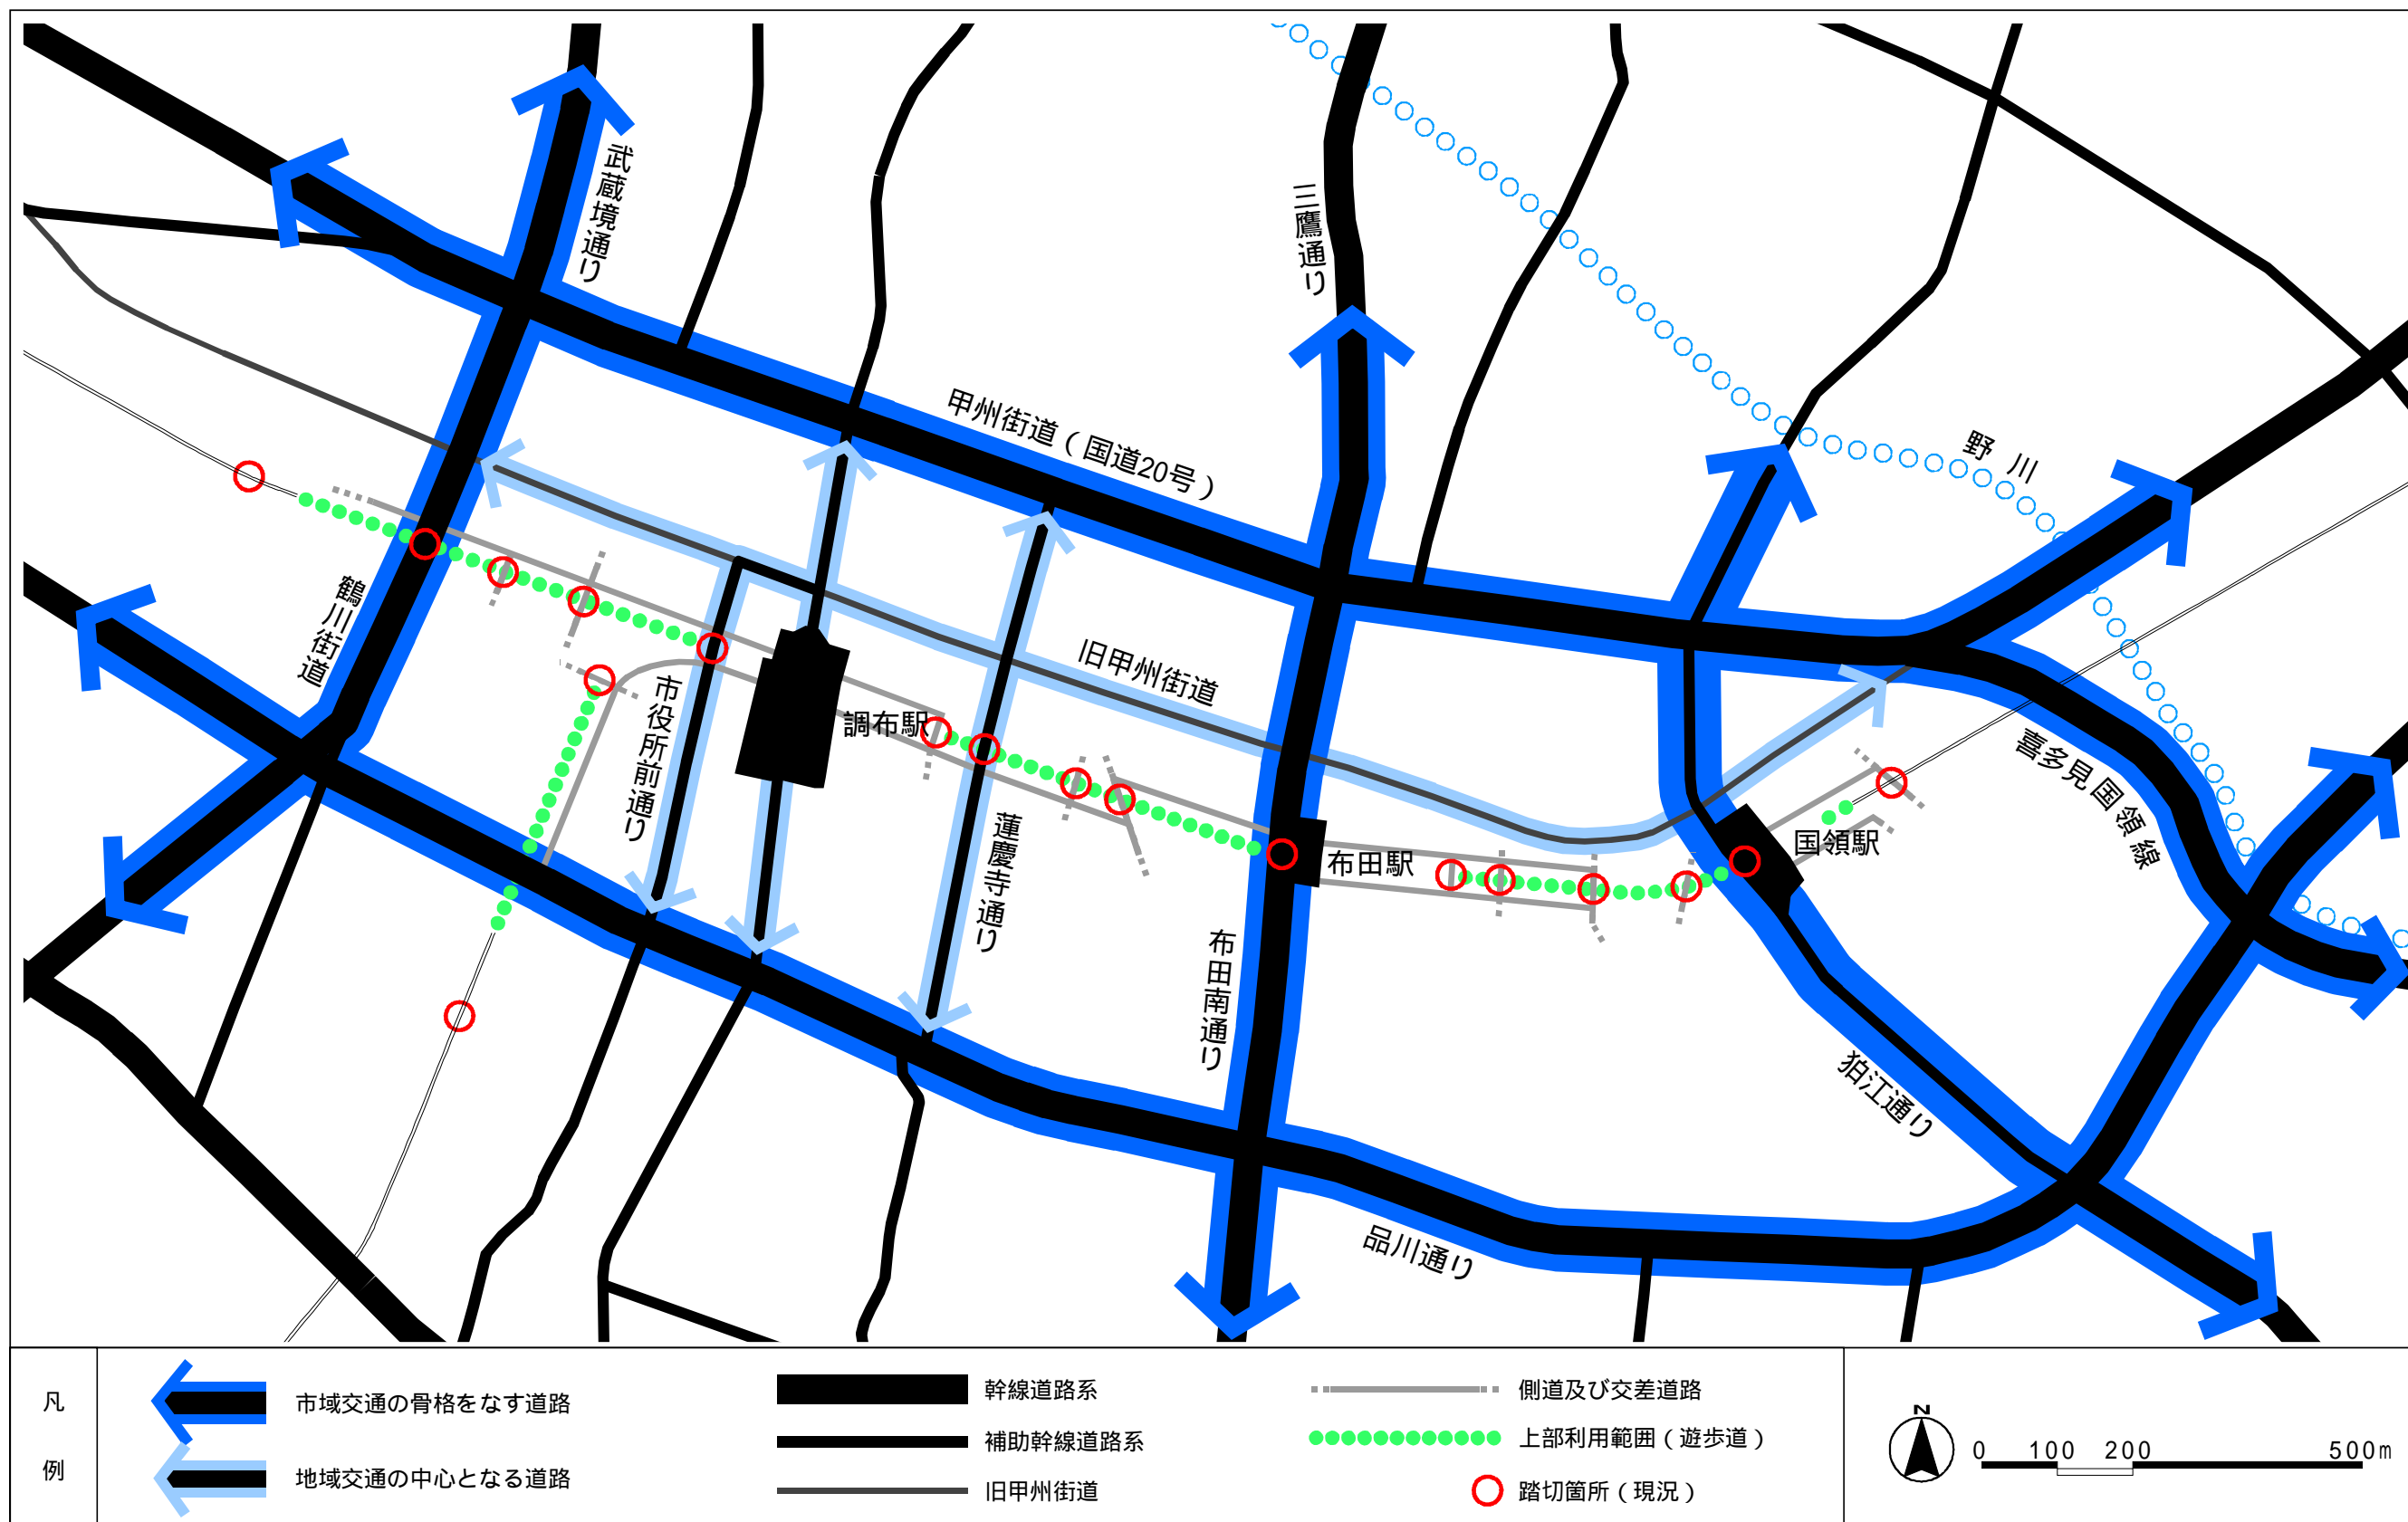 武蔵境通り
三鷹通り
甲州街道（国道20号）
野川
鶴川街道
旧甲州街道
市役所前通り
調布駅
蓮慶寺通り
布田駅
国領駅
喜多見国領線
布田南通り
狛江通り
品川通り
凡例
市域交通の骨格をなす道路
地域交通の中心となる道路
幹線道路系
補助幹線道路系
旧甲州街道
側道及び交差道路
上部利用範囲（遊歩道）
踏切箇所（現況）
N
0 100 200 500m